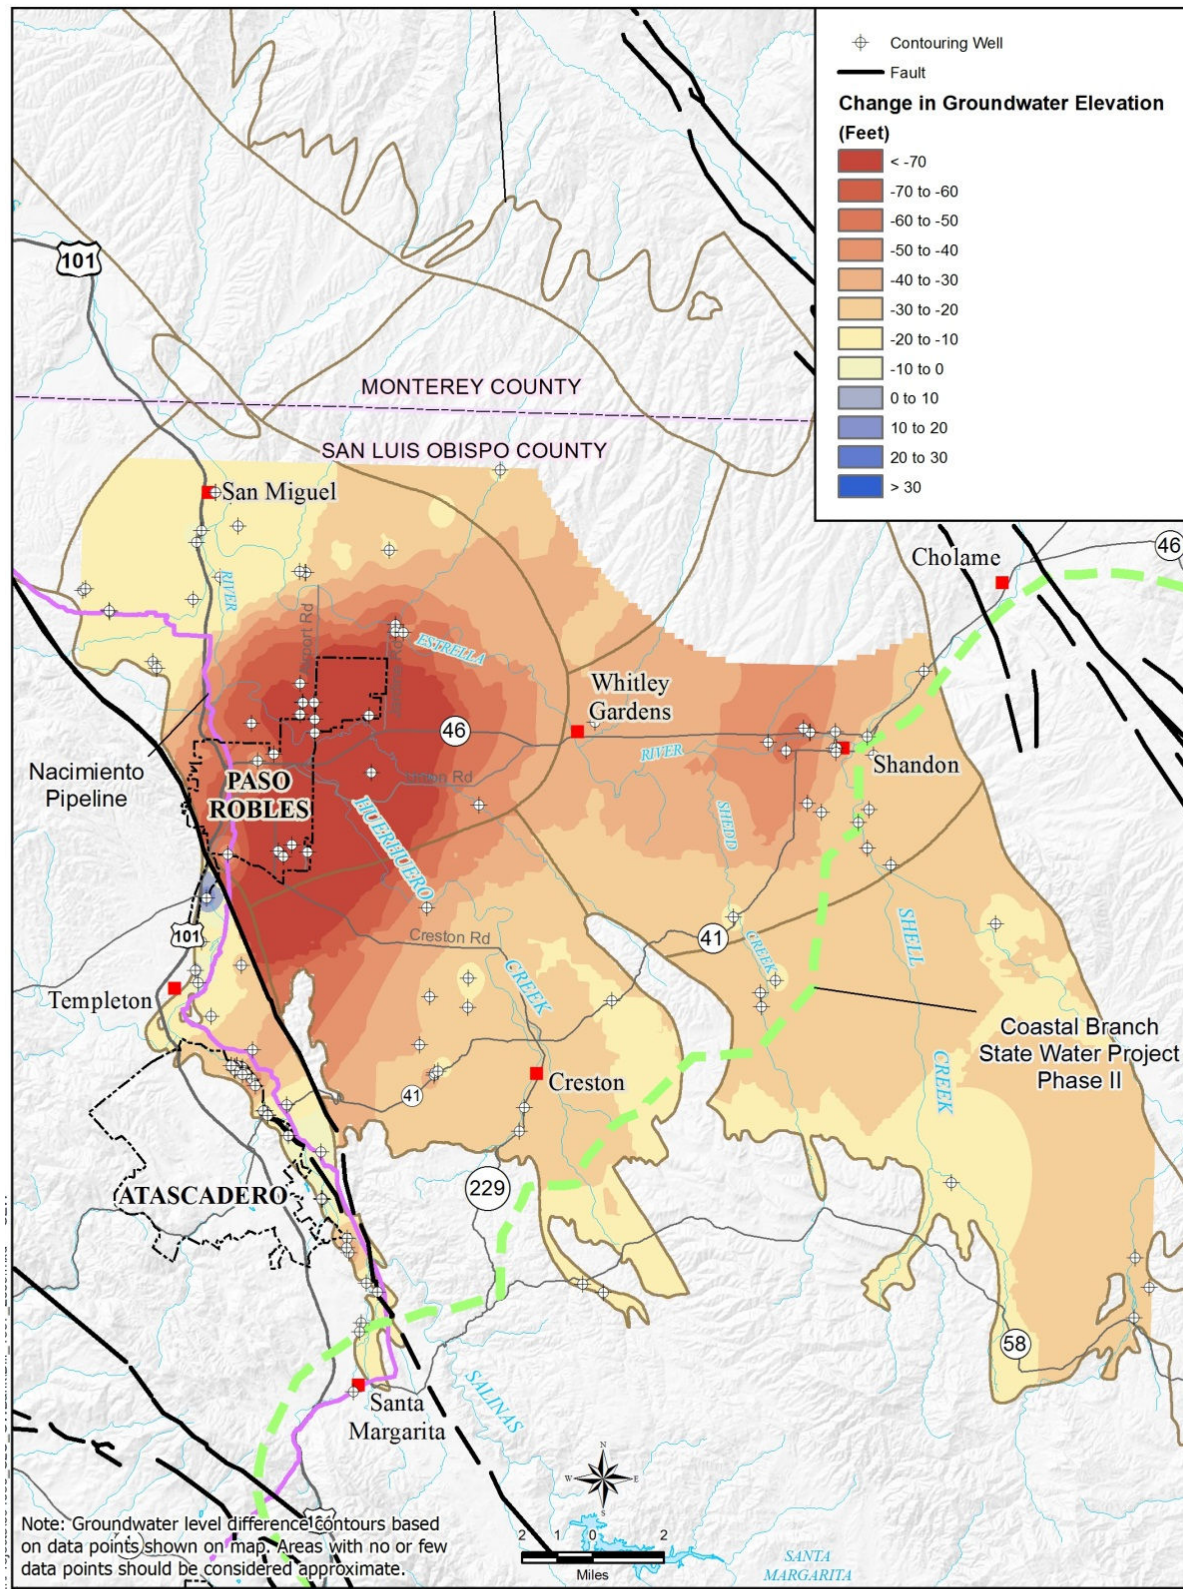 Contouring Well
Fault
Change in Groundwater Elevation
(Feet)
< -70
-70 to -60
-60 to -50
-50 to -40
-40 to -30
-30 to -20
-20 to -10
-10 to 0
0 to 10
10 to 20
20 to 30
> 30
101
MONTEREY COUNTY
SAN LUIS OBISPO COUNTY
San Miguel
Cholame
46
RIVER
ESTRELLA
Whitley
Gardens
46
RIVER
Shandon
Nacimiento
Pipeline
PASO
ROBLES
HUERHUERO
SHEDD
101
Creston Rd
CREEK
41
CREEK
SHELL
Templeton
Coastal Branch
State Water Project
Phase II
CREEK
Creston
41
ATASCADERO
229
58
Santa
Margarita
SALINAS
N
W
E
S
2 1 0 2
Miles
SANTA
MARGARITA
Note: Groundwater level difference contours based
on data points shown on map. Areas with no or few
data points should be considered approximate.